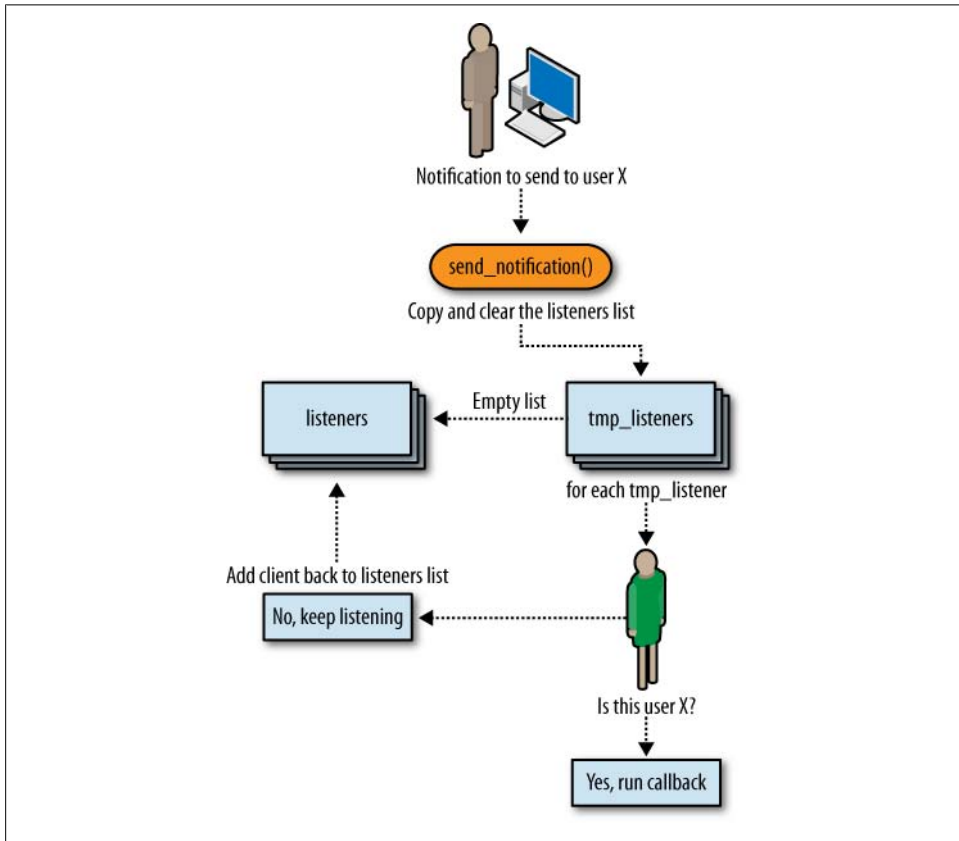 Notification to send to user X
send_notification()
Copy and clear the listeners list
listeners
Empty list
tmp_listeners
for each tmp_listener
Add client back to listeners list
No, keep listening
Is this user X?
Yes, run callback